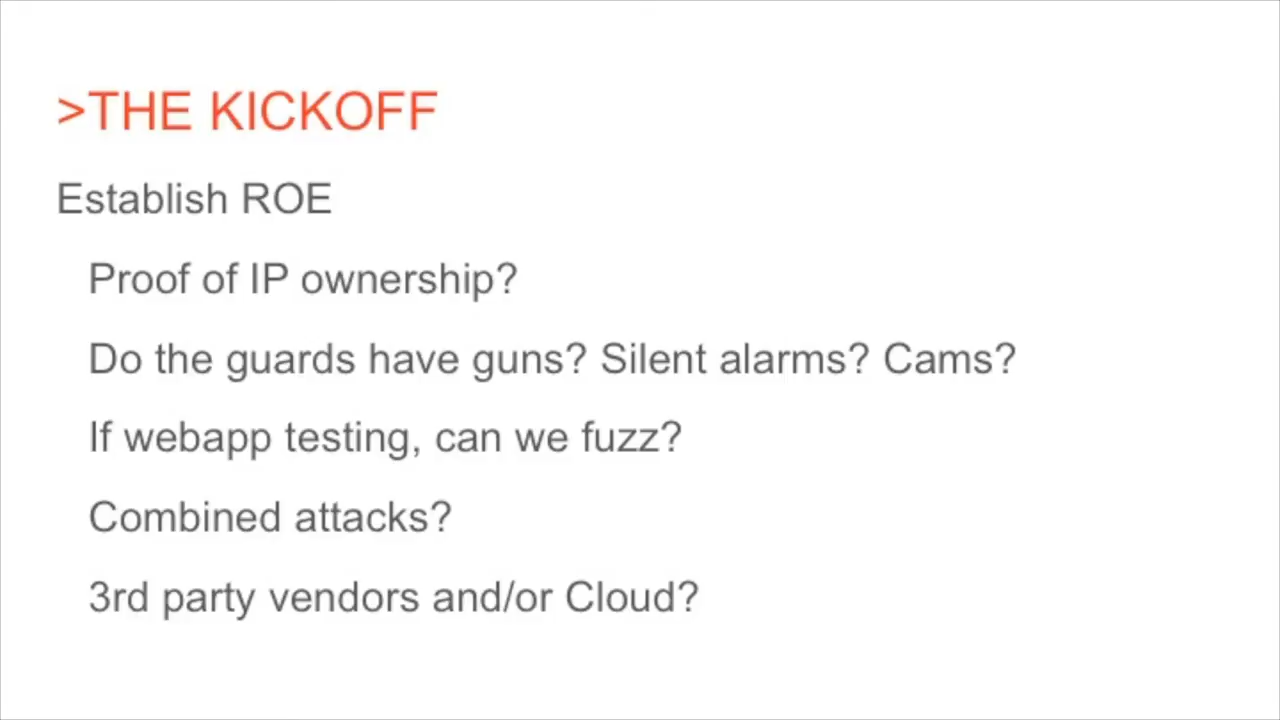 >THE KICKOFF
Establish ROE
Proof of IP ownership?
Do the guards have guns? Silent alarms? Cams?
If webapp testing, can we fuzz?
Combined attacks?
3rd party vendors and/or Cloud?